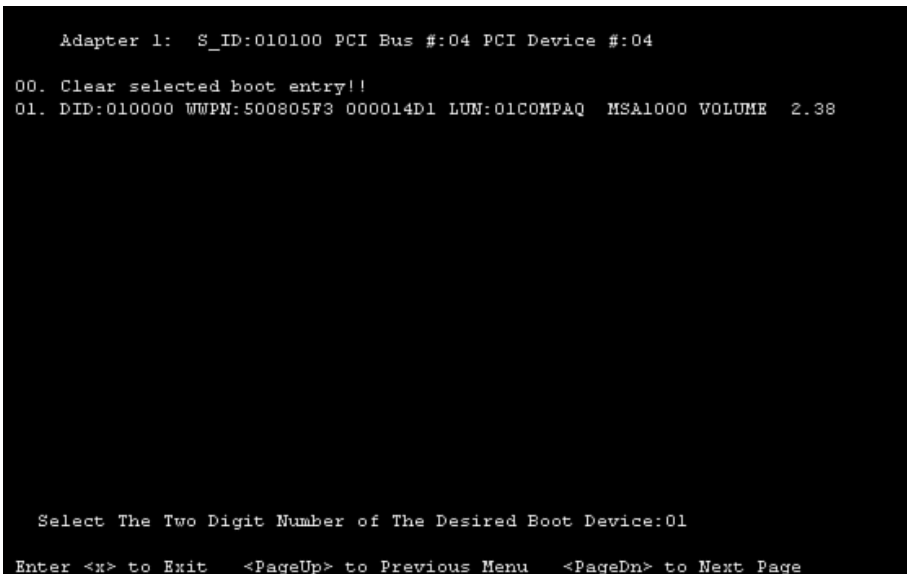 Adapter 1:  S_ID:010100 PCI Bus #:04 PCI Device #:04
00. Clear selected boot entry!!
01. DID:010000 WWPN:500805F3 000014D1 LUN:01COMPAQ  MSA1000 VOLUME  2.38
Select The Two Digit Number of The Desired Boot Device:01
Enter <x> to Exit   <PageUp> to Previous Menu   <PageDn> to Next Page